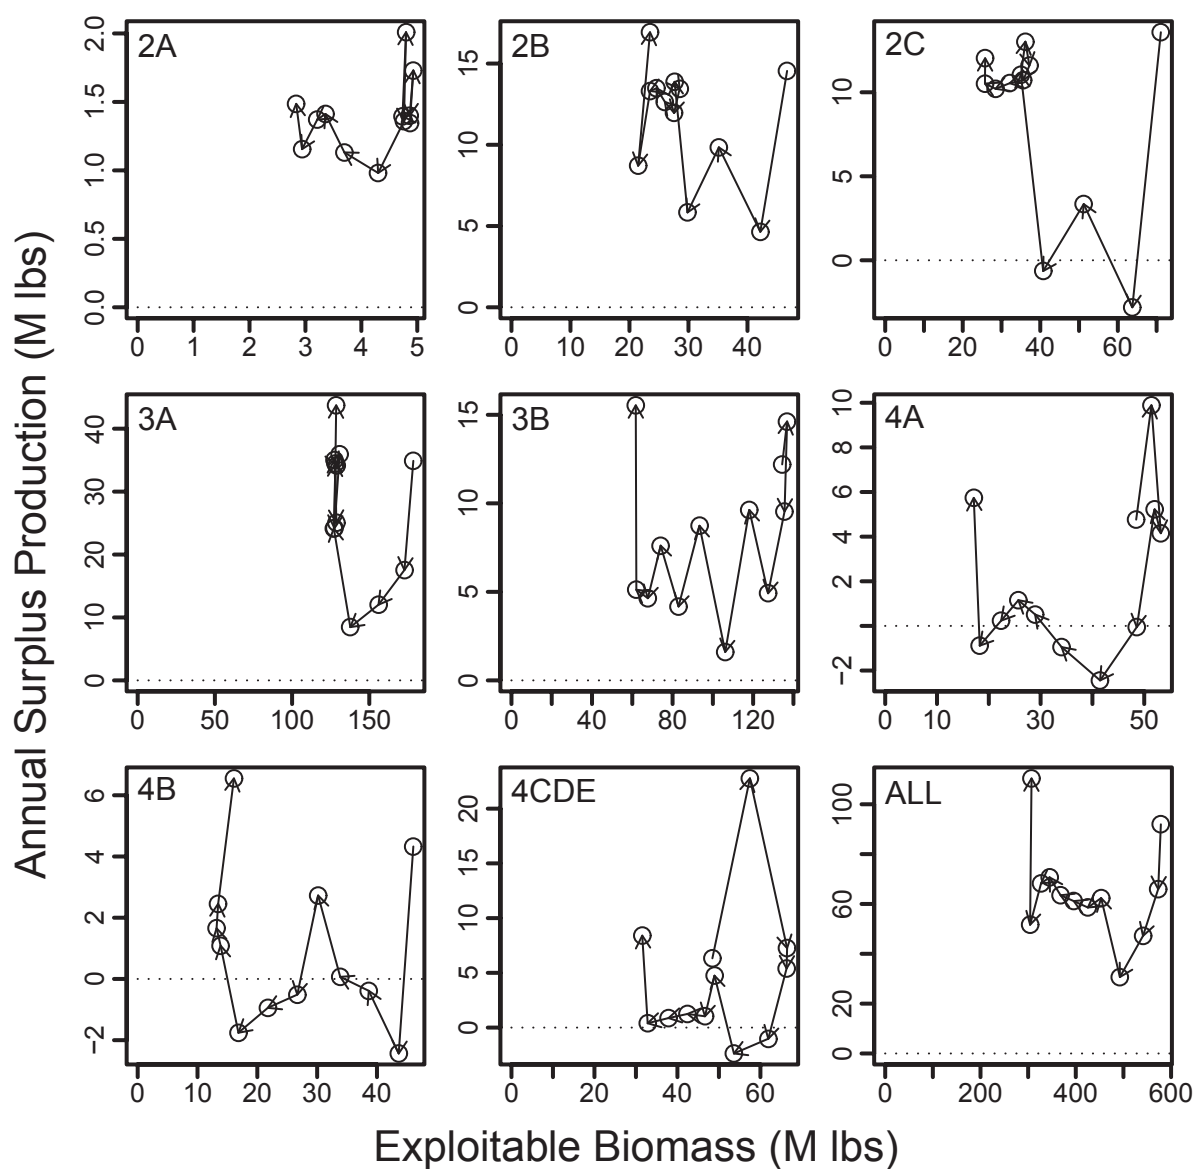 2A
2.0
1.5
1.0
0.5
0.0
0 1 2 3 4 5
2B
15
10
5
0
0 10 20 30 40
2C
10
5
0
0 20 40 60
3A
40
30
20
10
0
0 50 100 150
3B
15
10
5
0
0 40 80 120
4A
10
8
6
4
2
−2
0 10 30 50
4B
6
4
2
0
−2
0 10 20 30 40
4CDE
20
15
10
5
0
0 20 40 60
ALL
100
60
20
0
0 200 400 600
Annual Surplus Production (M lbs)
Exploitable Biomass (M lbs)